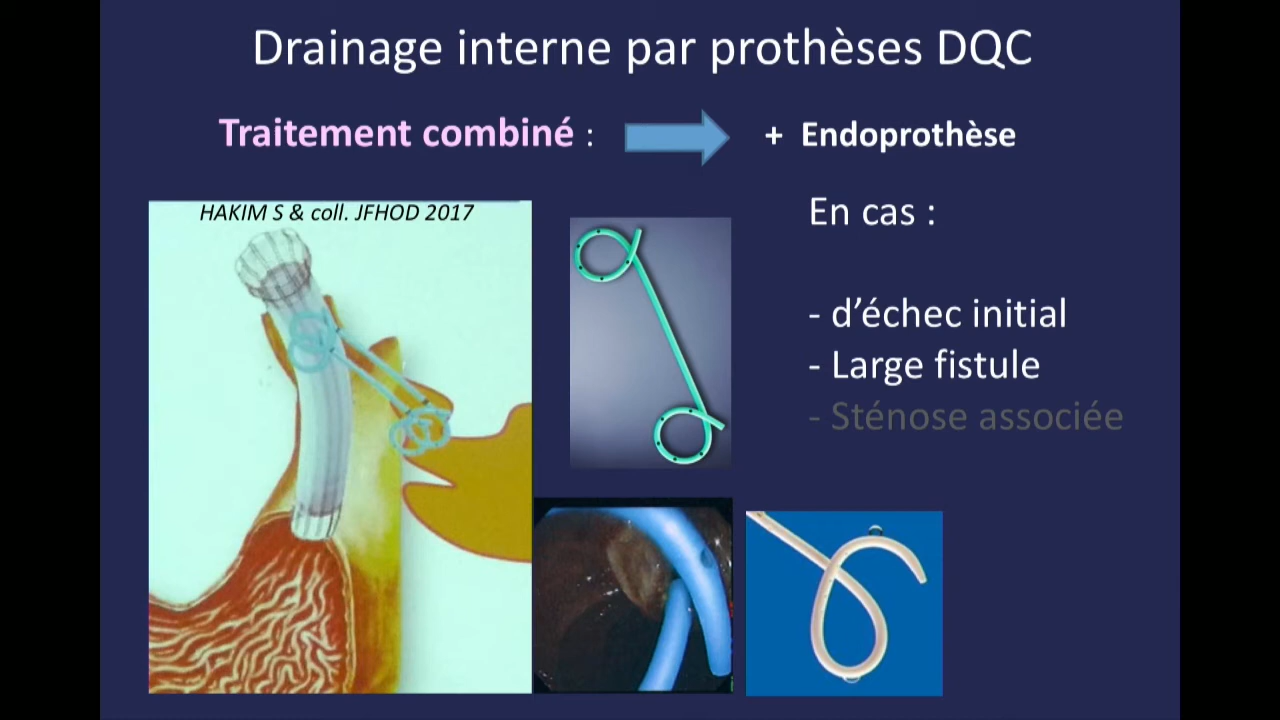 Drainage interne par prothèses DQC
Traitement combiné : + Endoprothèse
HAKIM S & coll. JFHOD 2017
En cas :
- d’échec initial
- Large fistule
- Sténose associée